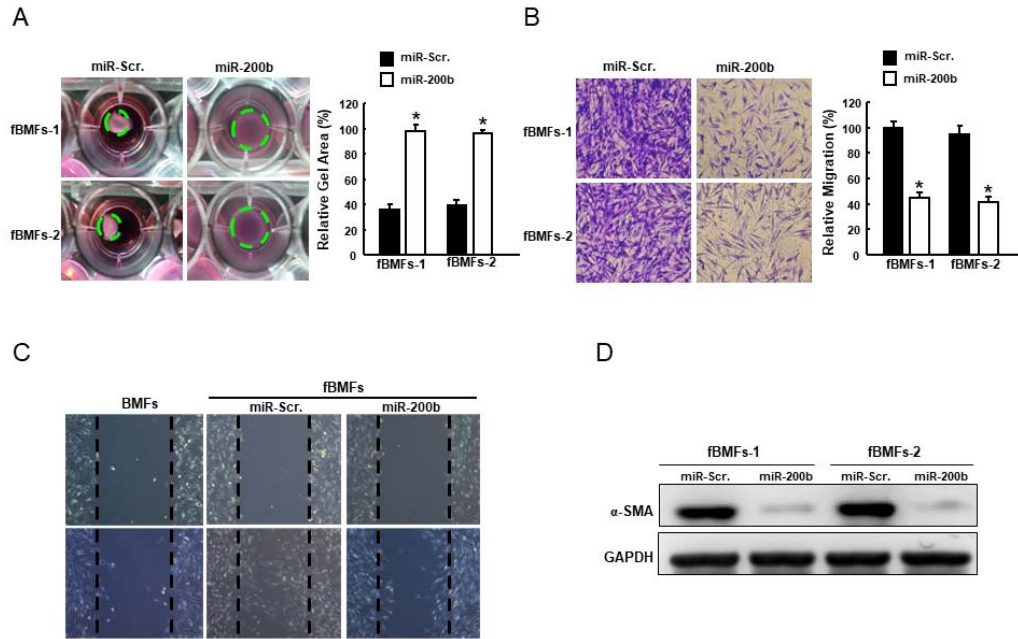 A
miR-Scr.
miR-200b
fBMFs-1
fBMFs-2
miR-Scr.
miR-200b
Relative Gel Area (%)
120
100
80
60
40
20
0
*
*
fBMFs-1
fBMFs-2
B
miR-Scr.
miR-200b
fBMFs-1
fBMFs-2
miR-Scr.
miR-200b
Relative Migration (%)
120
100
80
60
40
20
0
*
*
fBMFs-1
fBMFs-2
C
fBMFs
BMFs
miR-Scr.
miR-200b
D
fBMFs-1
fBMFs-2
miR-Scr.
miR-200b
miR-Scr.
miR-200b
α-SMA
GAPDH